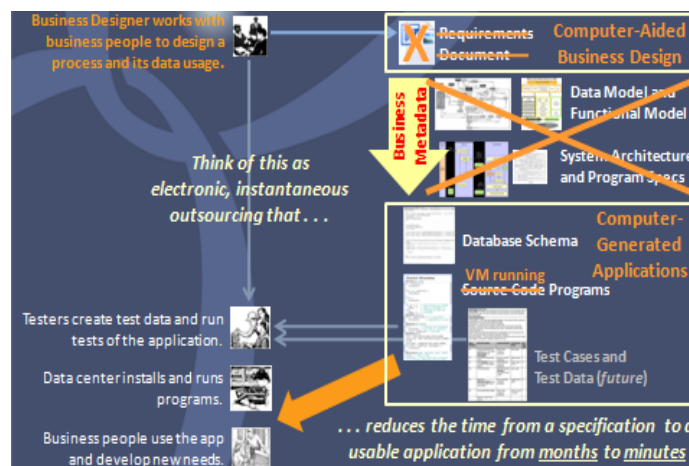 Business Designer works with
business people to design a
process and its data usage.
Requirements
Document
Computer-Aided
Business Design
Business
Metadata
Data Model and
Functional Model
System Architecture
and Program Specs
Think of this as
electronic, instantaneous
outsourcing that . . .
Database Schema
Computer-
Generated
Applications
VM running
Source Code Programs
Testers create test data and run
tests of the application.
Test Cases and
Test Data (future)
Data center installs and runs
programs.
Business people use the app
and develop new needs.
. . . reduces the time from a specification to a
usable application from months to minutes